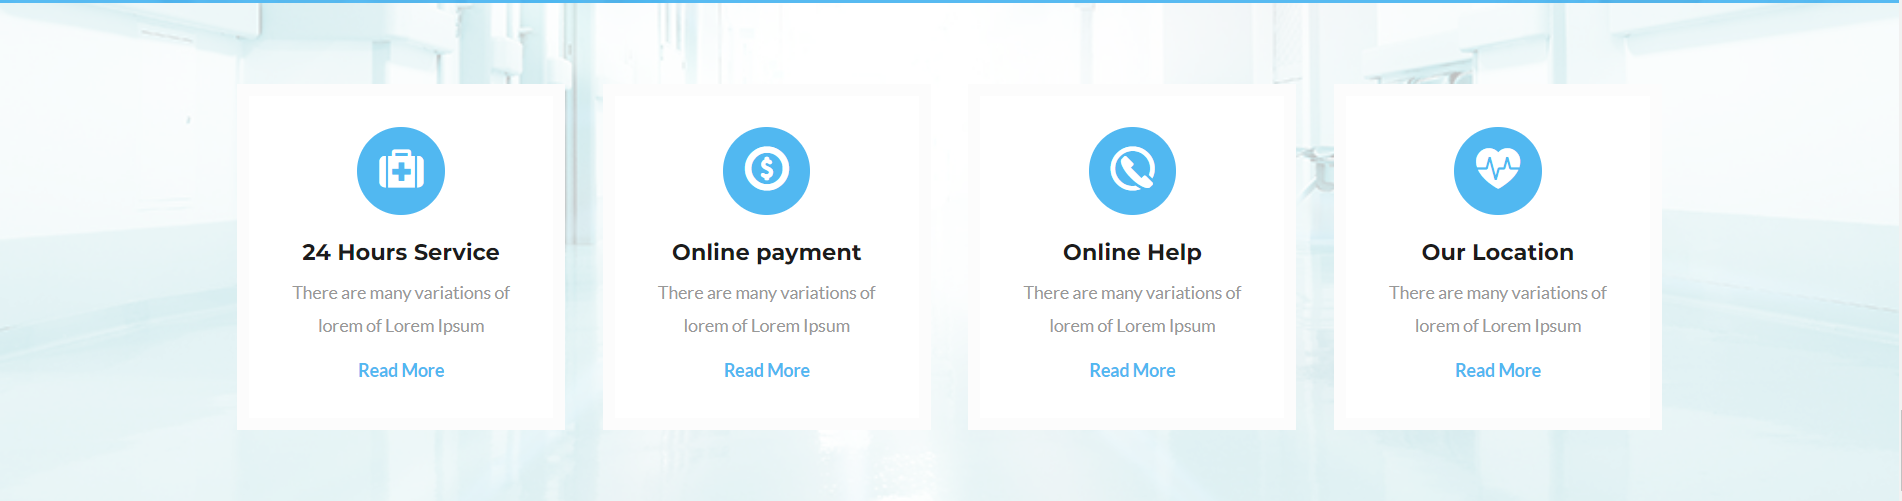 24 Hours Service
There are many variations of
lorem of Lorem Ipsum
Read More
Online payment
There are many variations of
lorem of Lorem Ipsum
Read More
Online Help
There are many variations of
lorem of Lorem Ipsum
Read More
Our Location
There are many variations of
lorem of Lorem Ipsum
Read More